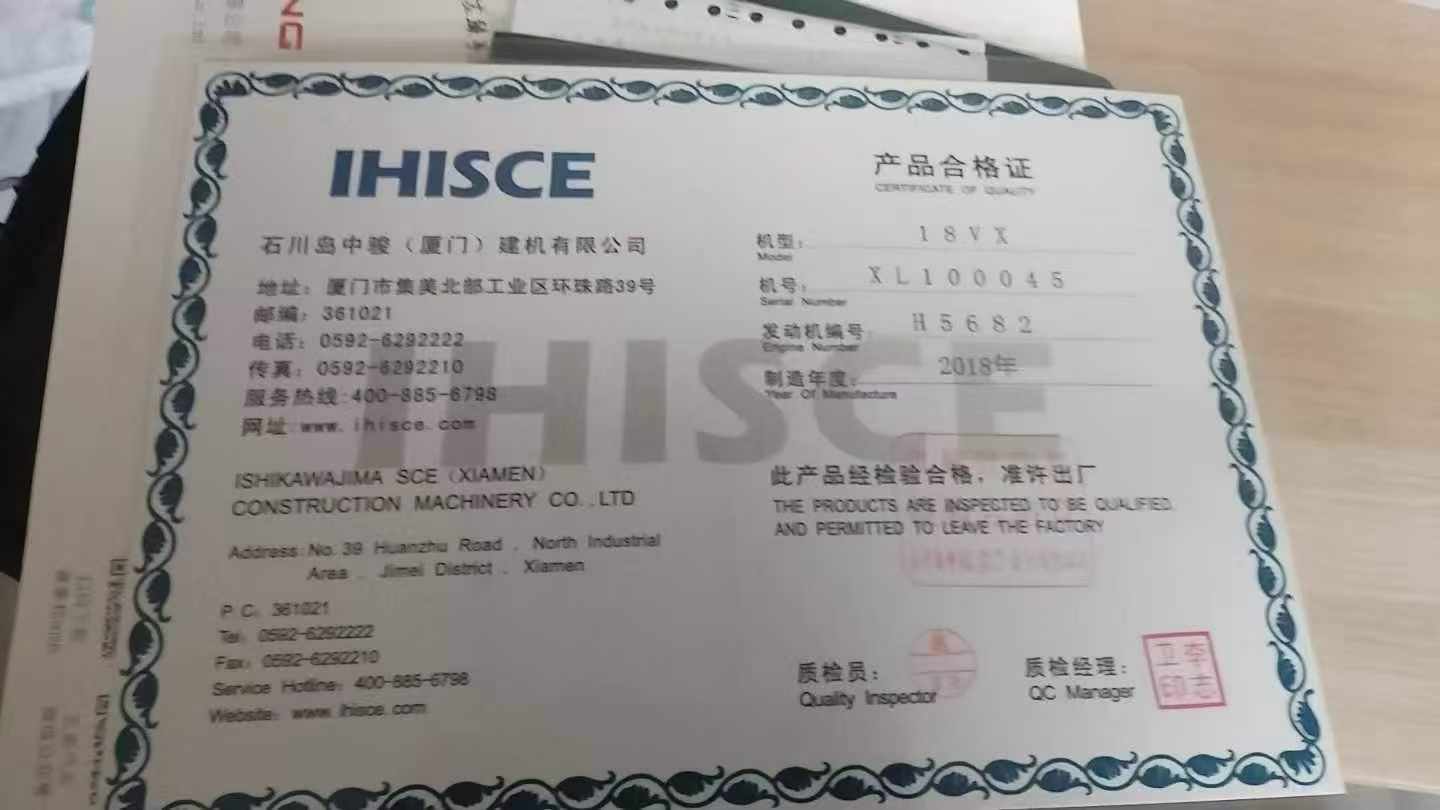 IHISCE
石川岛中骏（厦门）建机有限公司
地址：厦门市集美北部工业区环珠路39号
邮编：361021
电话：0592-6292222
传真：0592-6292210
服务热线:400-885-6798
网址:www.ihisce.com
ISHIKAWAJIMA SCE (XIAMEN)
CONSTRUCTION MACHINERY CO.,LTD
Address:No.39 Huanzhu Road . North Industrial
Area . Jimei District . Xiamen
P C: 361021
Tel: 0592-6292222
Fax: 0592-6292210
Service Hotline: 400-885-6798
Website: www.ihisce.com
产品合格证
CERTIFICATE OF QUALITY
机型： 18VX
Model
机号： XL100045
Serial Number
发动机编号： H5682
Engine Number
制造年度： 2018年
Year Of Manufacture
IHISCE
此产品经检验合格，准许出厂
THE PRODUCTS ARE INSPECTED TO BE QUALIFIED.
AND PERMITTED TO LEAVE THE FACTORY
质检员：
Quality Inspector
质检经理：
QC Manager
卫李
印志
NG